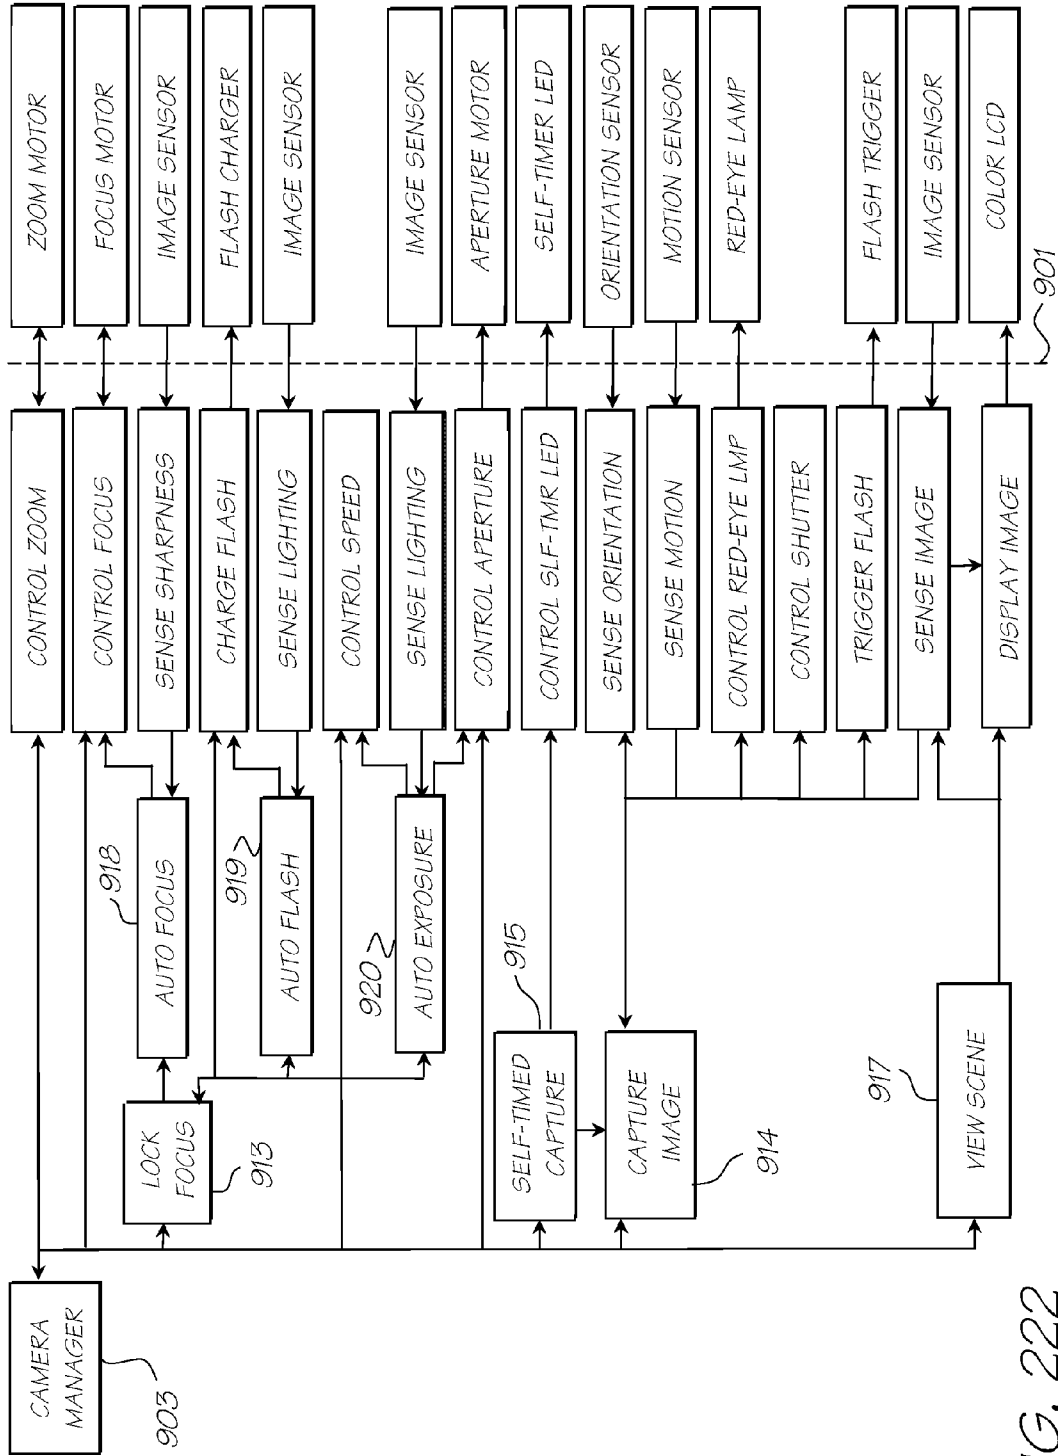 CAMERA
MANAGER
903
LOCK
FOCUS
913
AUTO FOCUS
918
AUTO FLASH
919
AUTO EXPOSURE
920
SELF-TIMED
CAPTURE
915
CAPTURE
IMAGE
914
VIEW SCENE
917
CONTROL ZOOM
CONTROL FOCUS
SENSE SHARPNESS
CHARGE FLASH
SENSE LIGHTING
CONTROL SPEED
SENSE LIGHTING
CONTROL APERTURE
CONTROL SLF-TMR LED
SENSE ORIENTATION
SENSE MOTION
CONTROL RED-EYE LMP
CONTROL SHUTTER
TRIGGER FLASH
SENSE IMAGE
DISPLAY IMAGE
ZOOM MOTOR
FOCUS MOTOR
IMAGE SENSOR
FLASH CHARGER
IMAGE SENSOR
IMAGE SENSOR
APERTURE MOTOR
SELF-TIMER LED
ORIENTATION SENSOR
MOTION SENSOR
RED-EYE LAMP
FLASH TRIGGER
IMAGE SENSOR
COLOR LCD
901
IG. 222